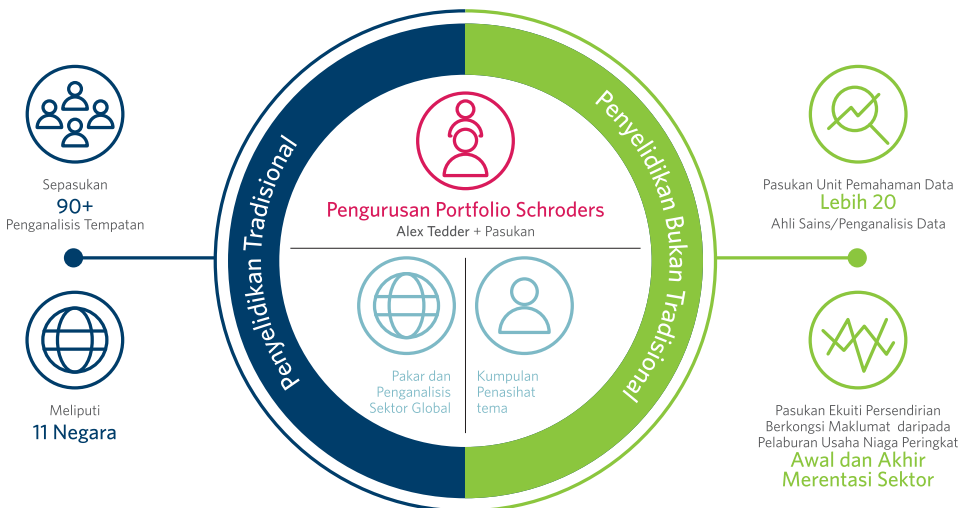 Sepasukan
90+
Penganalisis Tempatan
Meliputi
11 Negara
Penyelidikan Tradisional
Pengurusan Portfolio Schroders
Alex Tedder + Pasukan
Pakar dan
Penganalisis
Sektor Global
Kumpulan
Penasihat
tema
Penyelidikan Bukan Tradisional
Pasukan Unit Pemahaman Data
Lebih 20
Ahli Sains/Penganalisis Data
Pasukan Ekuiti Persendirian
Berkongsi Maklumat daripada
Pelaburan Usaha Niaga Peringkat
Awal dan Akhir
Merentasi Sektor